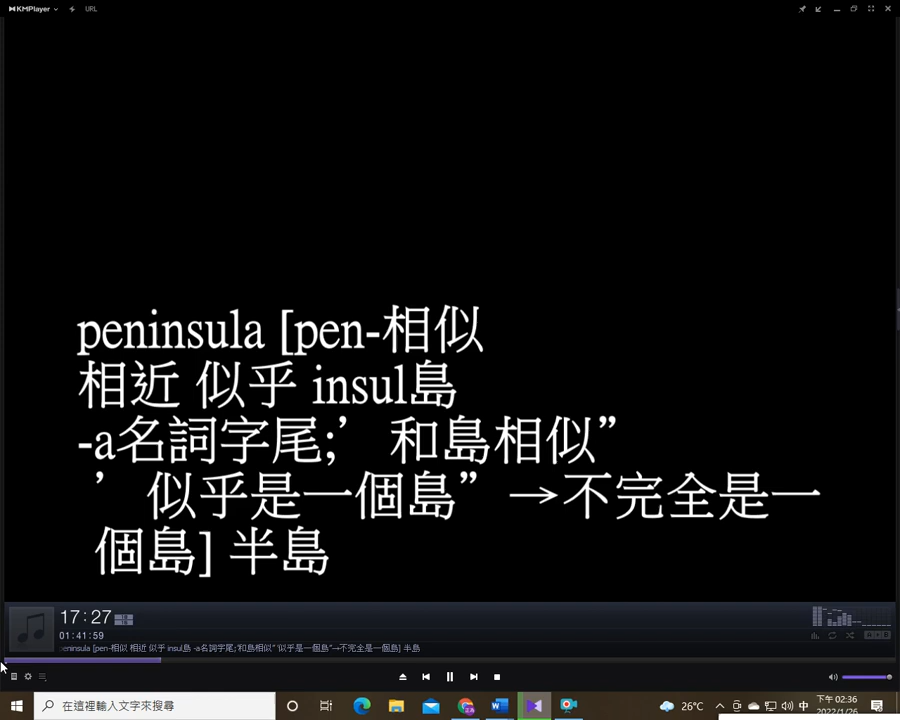 KMPlayer
URL
peninsula [pen-相似
相近 似乎 insul島
-a名詞字尾;’和島相似”
’似乎是一個島”→不完全是一
個島] 半島
17:27
01:41:59
eninsula [pen-相似 相近 似乎 insul島 -a名詞字尾;’和島相似” ’似乎是一個島”→不完全是一個島] 半島
在這裡輸入文字來搜尋
26°C
中
下午 02:36
2022/1/26